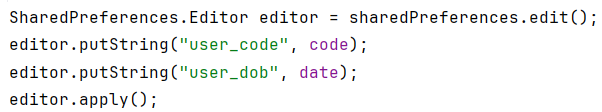 SharedPreferences.Editor editor = sharedPreferences.edit();
editor.putString("user_code", code);
editor.putString("user_dob", date);
editor.apply();